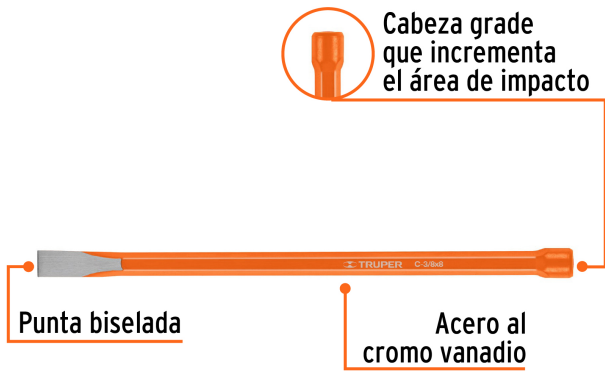 Cabeza grade
que incrementa
el área de impacto
TRUPER C-3/8x8
Punta biselada
Acero al
cromo vanadio